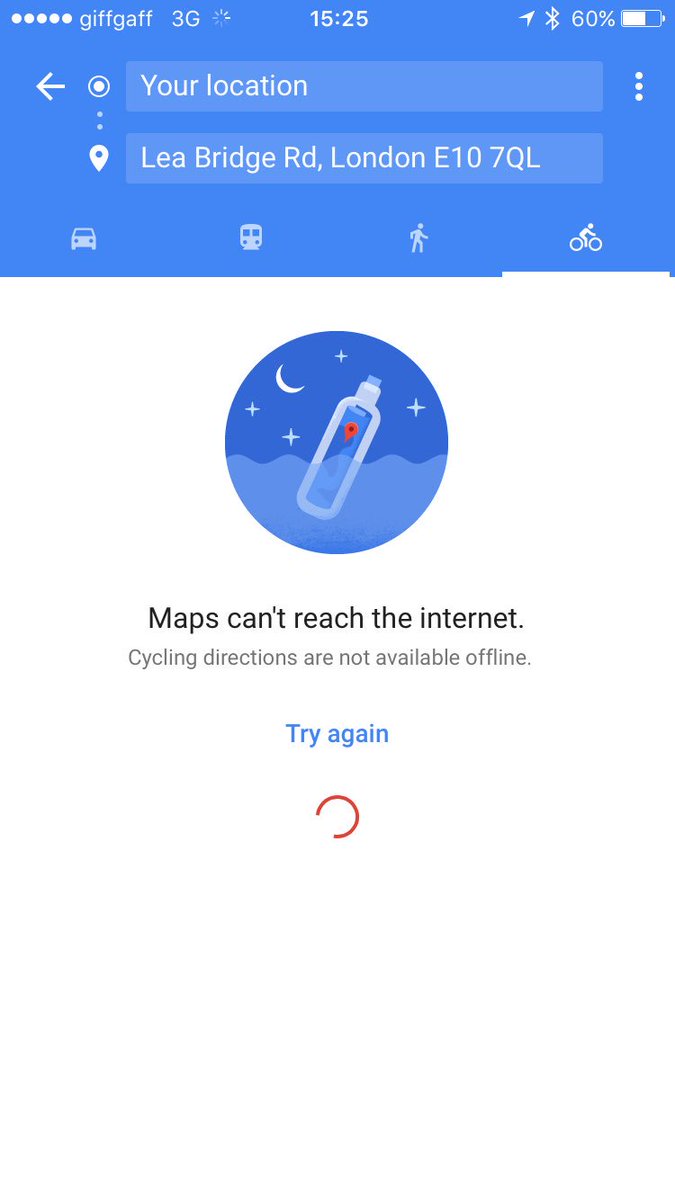 giffgaff 3G 15:25 60%
Your location
Lea Bridge Rd, London E10 7QL
Maps can't reach the internet.
Cycling directions are not available offline.
Try again